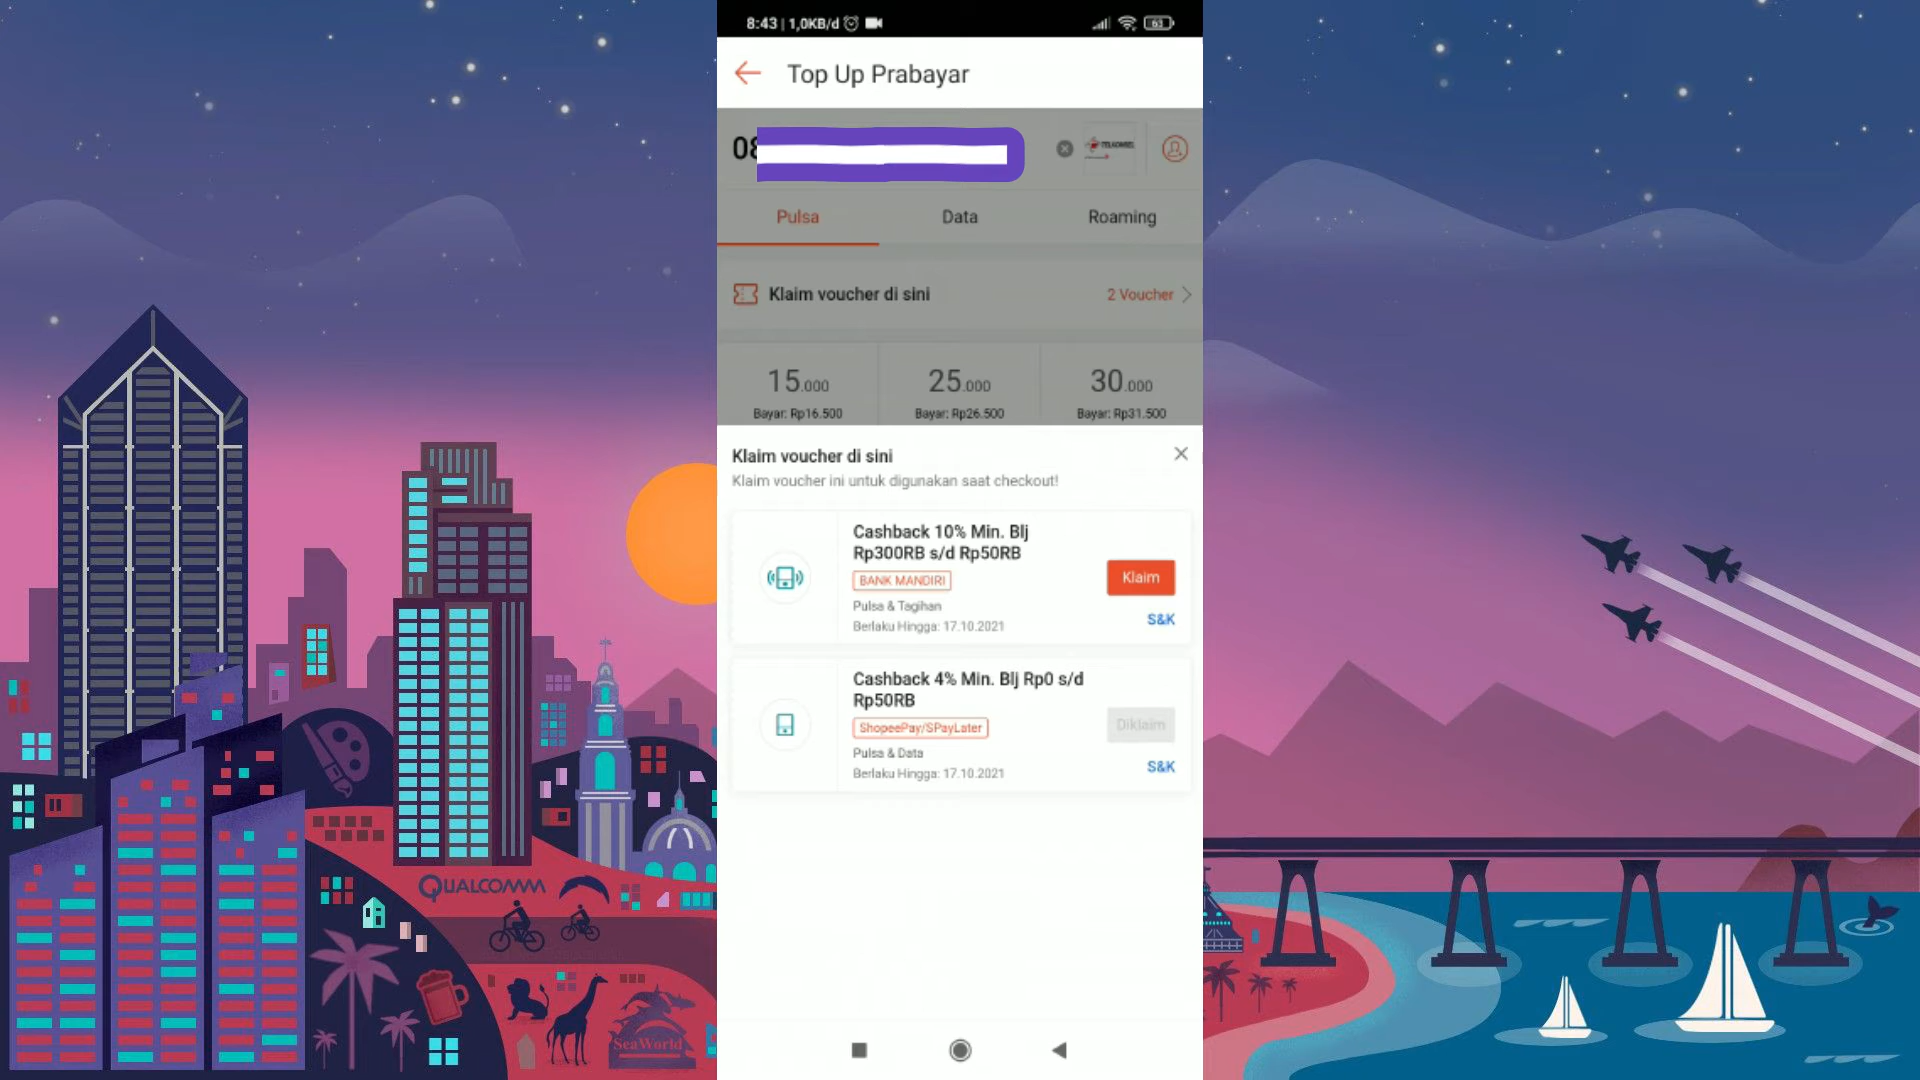 8:43 | 1,0KB/d
63
Top Up Prabayar
08
TELKOMSEL
Pulsa
Data
Roaming
Klaim voucher di sini
2 Voucher
15.000
25.000
30.000
Bayar: Rp16.500
Bayar: Rp26.500
Bayar: Rp31.500
Klaim voucher di sini
Klaim voucher ini untuk digunakan saat checkout!
Cashback 10% Min. Blj
Rp300RB s/d Rp50RB
BANK MANDIRI
Klaim
Pulsa & Tagihan
Berlaku Hingga: 17.10.2021
S&K
Cashback 4% Min. Blj Rp0 s/d
Rp50RB
ShopeePay/SPayLater
Diklaim
Pulsa & Data
Berlaku Hingga: 17.10.2021
S&K
QUALCOMM
SeaWorld